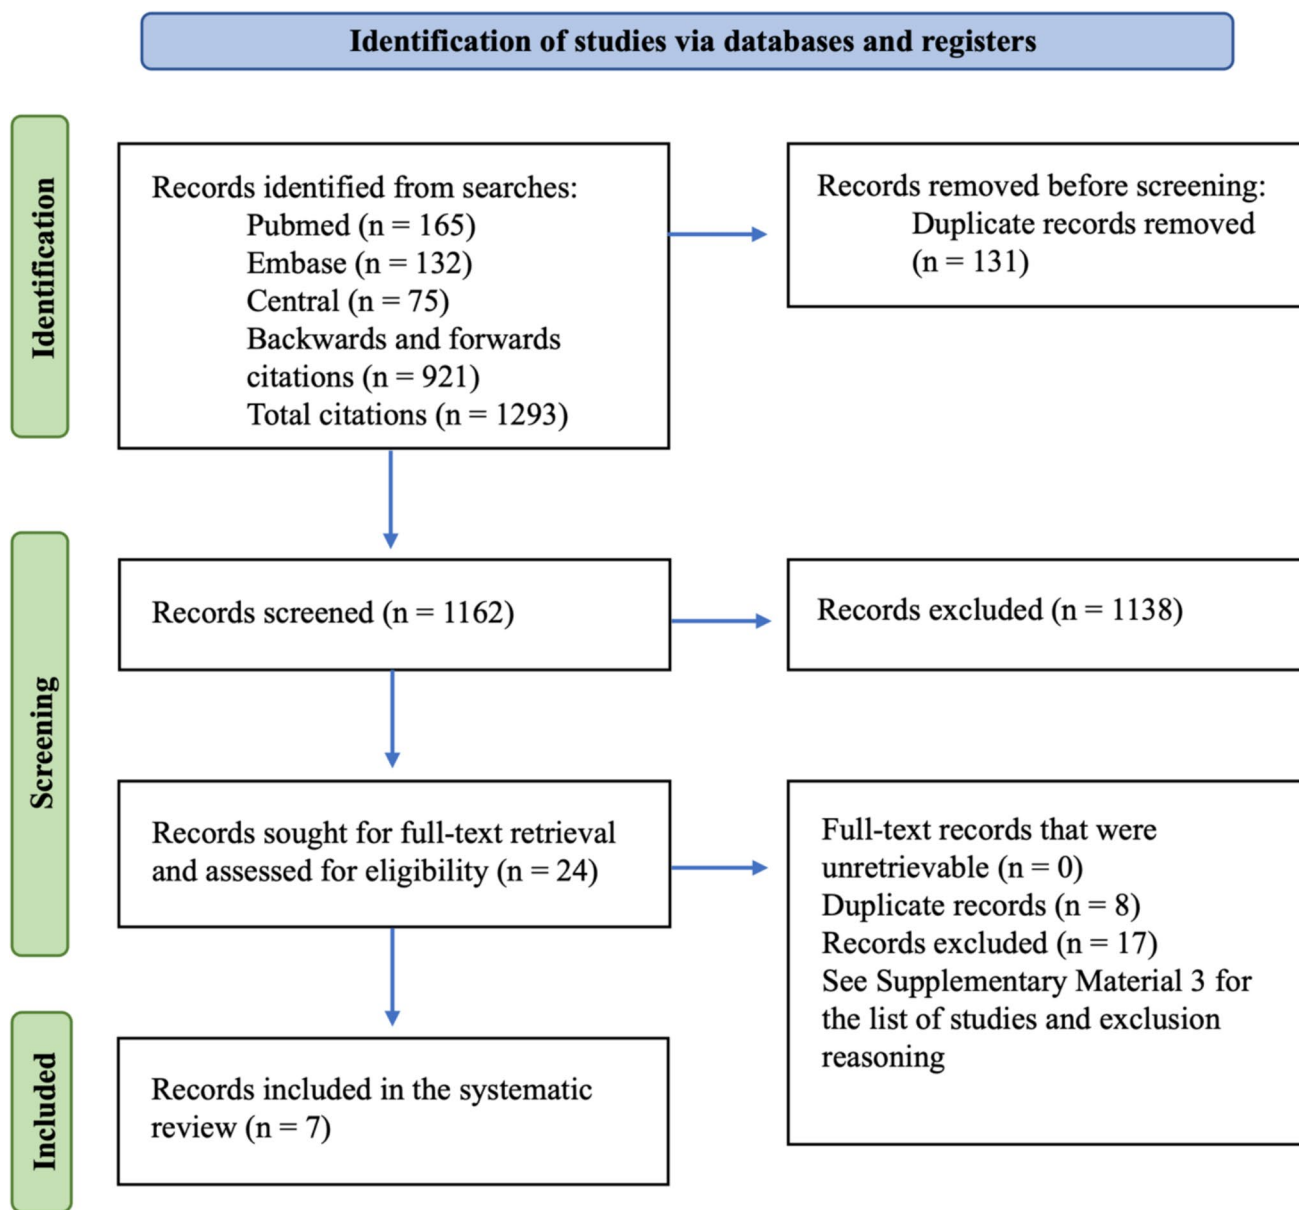 Identification of studies via databases and registers
Identification
Records identified from searches:
Pubmed (n = 165)
Embase (n = 132)
Central (n = 75)
Backwards and forwards
citations (n = 921)
Total citations (n = 1293)
Records removed before screening:
Duplicate records removed
(n = 131)
Screening
Records screened (n = 1162)
Records excluded (n = 1138)
Records sought for full-text retrieval
and assessed for eligibility (n = 24)
Full-text records that were
unretrievable (n = 0)
Duplicate records (n = 8)
Records excluded (n = 17)
See Supplementary Material 3 for
the list of studies and exclusion
reasoning
Included
Records included in the systematic
review (n = 7)